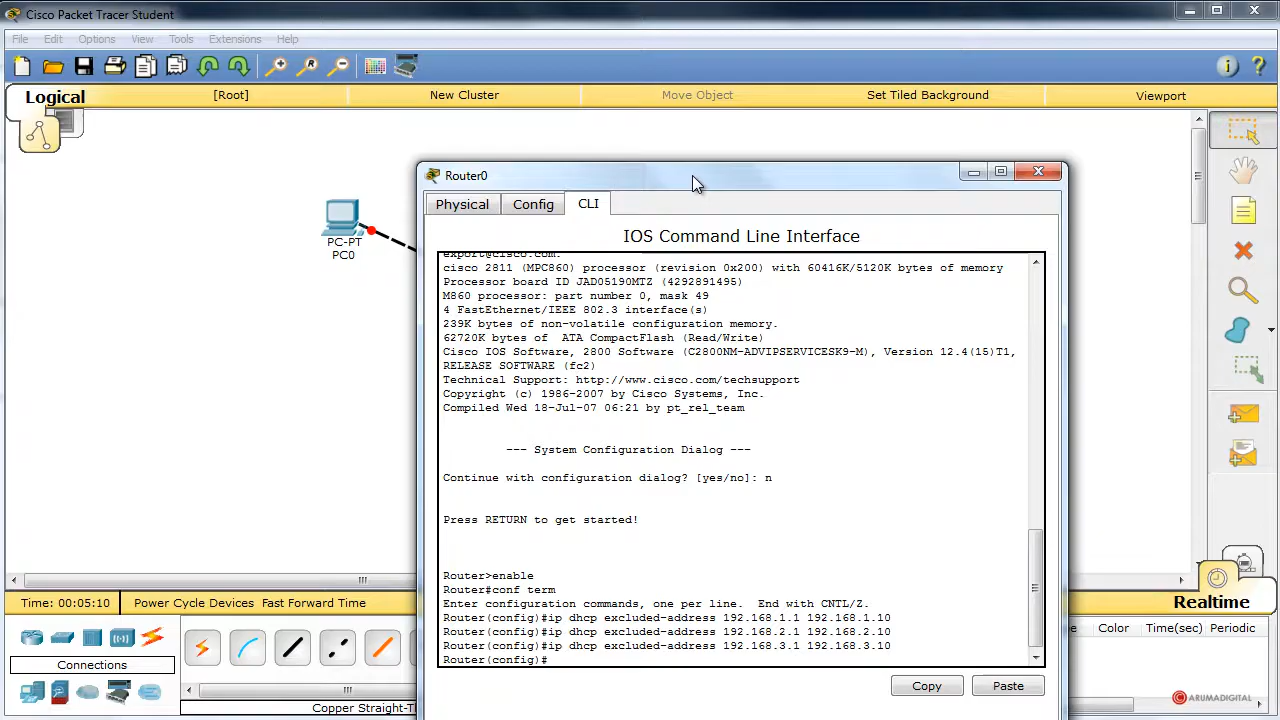 Cisco Packet Tracer Student
File Edit Options View Tools Extensions Help
Logical [Root] New Cluster Move Object Set Tiled Background Viewport
Router0
Physical Config CLI
PC-PT
PC0
IOS Command Line Interface
export@cisco.com.
cisco 2811 (MPC860) processor (revision 0x200) with 60416K/5120K bytes of memory
Processor board ID JAD05190MTZ (4292891495)
M860 processor: part number 0, mask 49
4 FastEthernet/IEEE 802.3 interface(s)
239K bytes of non-volatile configuration memory.
62720K bytes of  ATA CompactFlash (Read/Write)
Cisco IOS Software, 2800 Software (C2800NM-ADVIPSERVICESK9-M), Version 12.4(15)T1,
RELEASE SOFTWARE (fc2)
Technical Support: http://www.cisco.com/techsupport
Copyright (c) 1986-2007 by Cisco Systems, Inc.
Compiled Wed 18-Jul-07 06:21 by pt_rel_team
--- System Configuration Dialog ---
Continue with configuration dialog? [yes/no]: n
Press RETURN to get started!
Router>enable
Router#conf term
Enter configuration commands, one per line.  End with CNTL/Z.
Router(config)#ip dhcp excluded-address 192.168.1.1 192.168.1.10
Router(config)#ip dhcp excluded-address 192.168.2.1 192.168.2.10
Router(config)#ip dhcp excluded-address 192.168.3.1 192.168.3.10
Router(config)#
Copy Paste
Time: 00:05:10 Power Cycle Devices Fast Forward Time
Realtime
Color Time(sec) Periodic
Connections
Copper Straight-T
ARUMADIGITAL